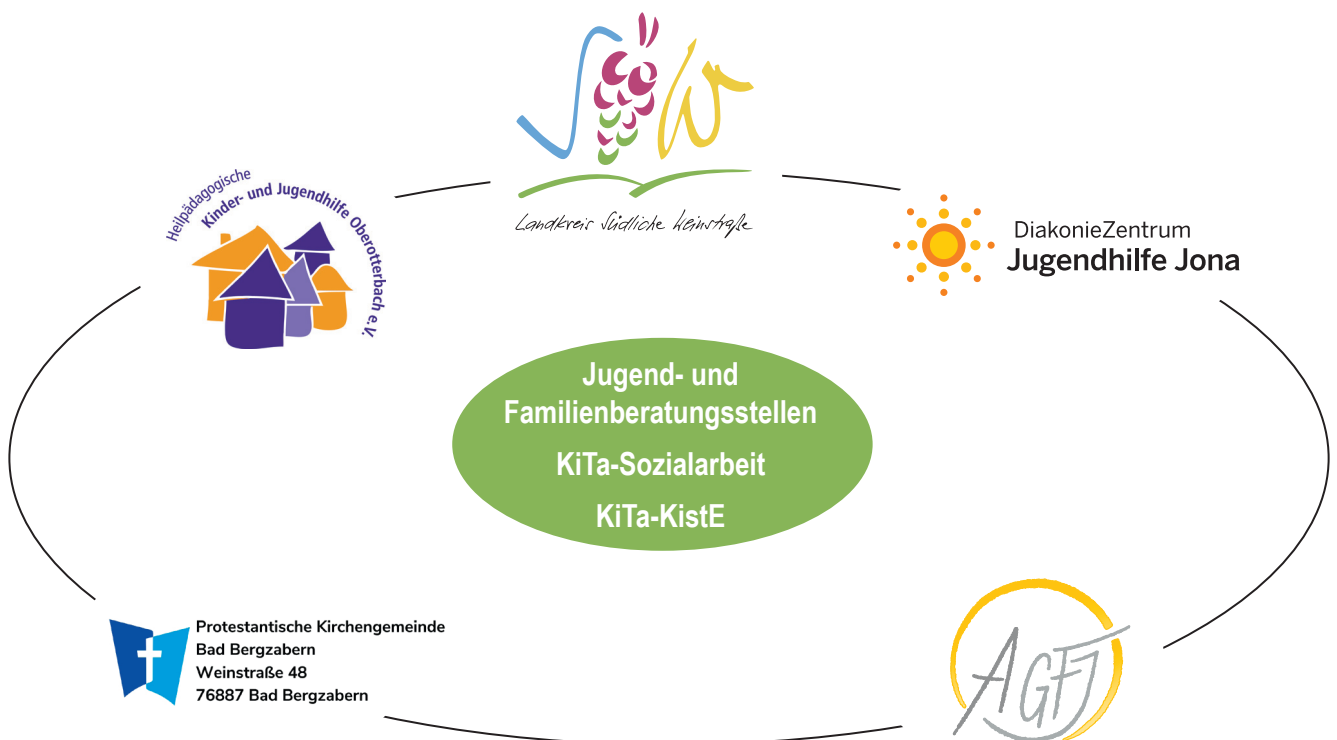 SüW
Landkreis Südliche Weinstraße
Heilpädagogische
Kinder- und Jugendhilfe Oberotterbach e.V.
DiakonieZentrum
Jugendhilfe Jona
Jugend- und
Familienberatungsstellen
KiTa-Sozialarbeit
KiTa-KistE
Protestantische Kirchengemeinde
Bad Bergzabern
Weinstraße 48
76887 Bad Bergzabern
AGFJ